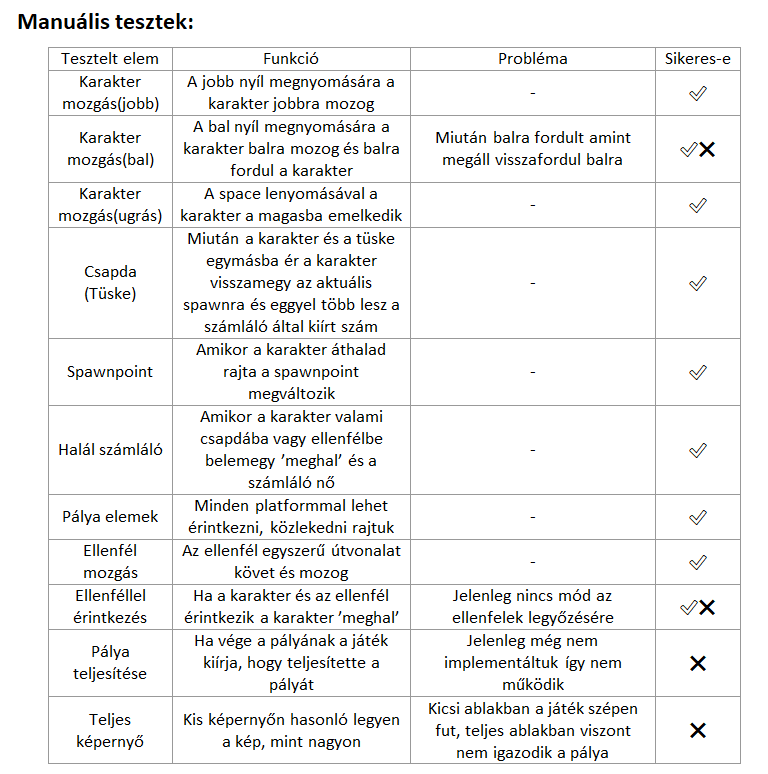 Manuális tesztek:
Tesztelt elem Funkció Probléma Sikeres-e
Karakter
mozgás(jobb)
A jobb nyíl megnyomására a
karakter jobbra mozog
-
✓
Karakter
mozgás(bal)
A bal nyíl megnyomására a
karakter balra mozog és balra
fordul a karakter
Miután balra fordult amint
megáll visszafordul balra
✓✕
Karakter
mozgás(ugrás)
A space lenyomásával a
karakter a magasba emelkedik
-
✓
Csapda
(Tüske)
Miután a karakter és a tüske
egymásba ér a karakter
visszamegy az aktuális
spawnra és eggyel több lesz a
számláló által kiírt szám
-
✓
Spawnpoint
Amikor a karakter áthalad
rajta a spawnpoint
megváltozik
-
✓
Halál számláló
Amikor a karakter valami
csapdába vagy ellenfélbe
belemegy ’meghal’ és a
számláló nő
-
✓
Pálya elemek
Minden platformmal lehet
érintkezni, közlekedni rajtuk
-
✓
Ellenfél
mozgás
Az ellenfél egyszerű útvonalat
követ és mozog
-
✓
Ellenféllel
érintkezés
Ha a karakter és az ellenfél
érintkezik a karakter ’meghal’
Jelenleg nincs mód az
ellenfelek legyőzésére
✓✕
Pálya
teljesítése
Ha vége a pályának a játék
kiírja, hogy teljesítette a
pályát
Jelenleg még nem
implementáltuk így nem
működik
✕
Teljes
képernyő
Kis képernyőn hasonló legyen
a kép, mint nagyon
Kicsi ablakban a játék szépen
fut, teljes ablakban viszont
nem igazodik a pálya
✕